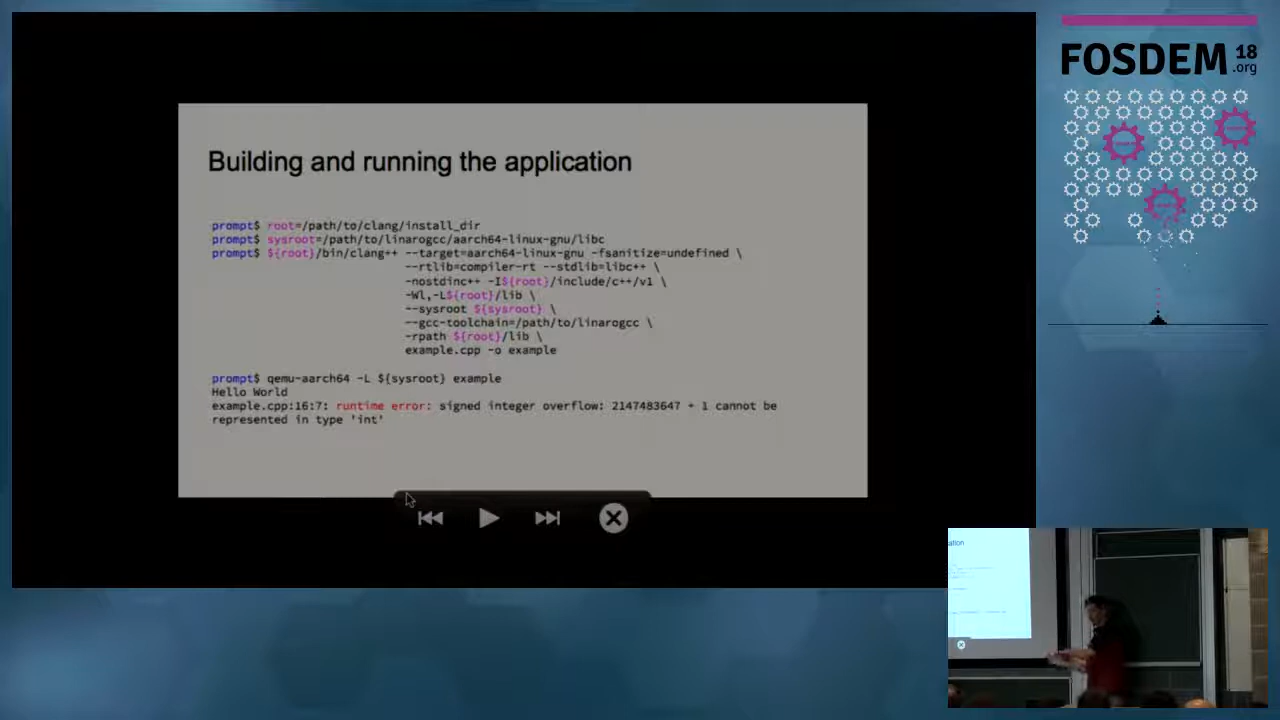 FOSDEM 18
.org
Building and running the application
prompt$ root=/path/to/clang/install_dir
prompt$ sysroot=/path/to/linarogcc/aarch64-linux-gnu/libc
prompt$ ${root}/bin/clang++ --target=aarch64-linux-gnu -fsanitize=undefined \
--rtlib=compiler-rt --stdlib=libc++ \
-nostdinc++ -I${root}/include/c++/v1 \
-Wl,-L${root}/lib \
--sysroot ${sysroot} \
--gcc-toolchain=/path/to/linarogcc \
-rpath ${root}/lib \
example.cpp -o example
prompt$ qemu-aarch64 -L ${sysroot} example
Hello World
example.cpp:16:7: runtime error: signed integer overflow: 2147483647 + 1 cannot be
represented in type 'int'
ation